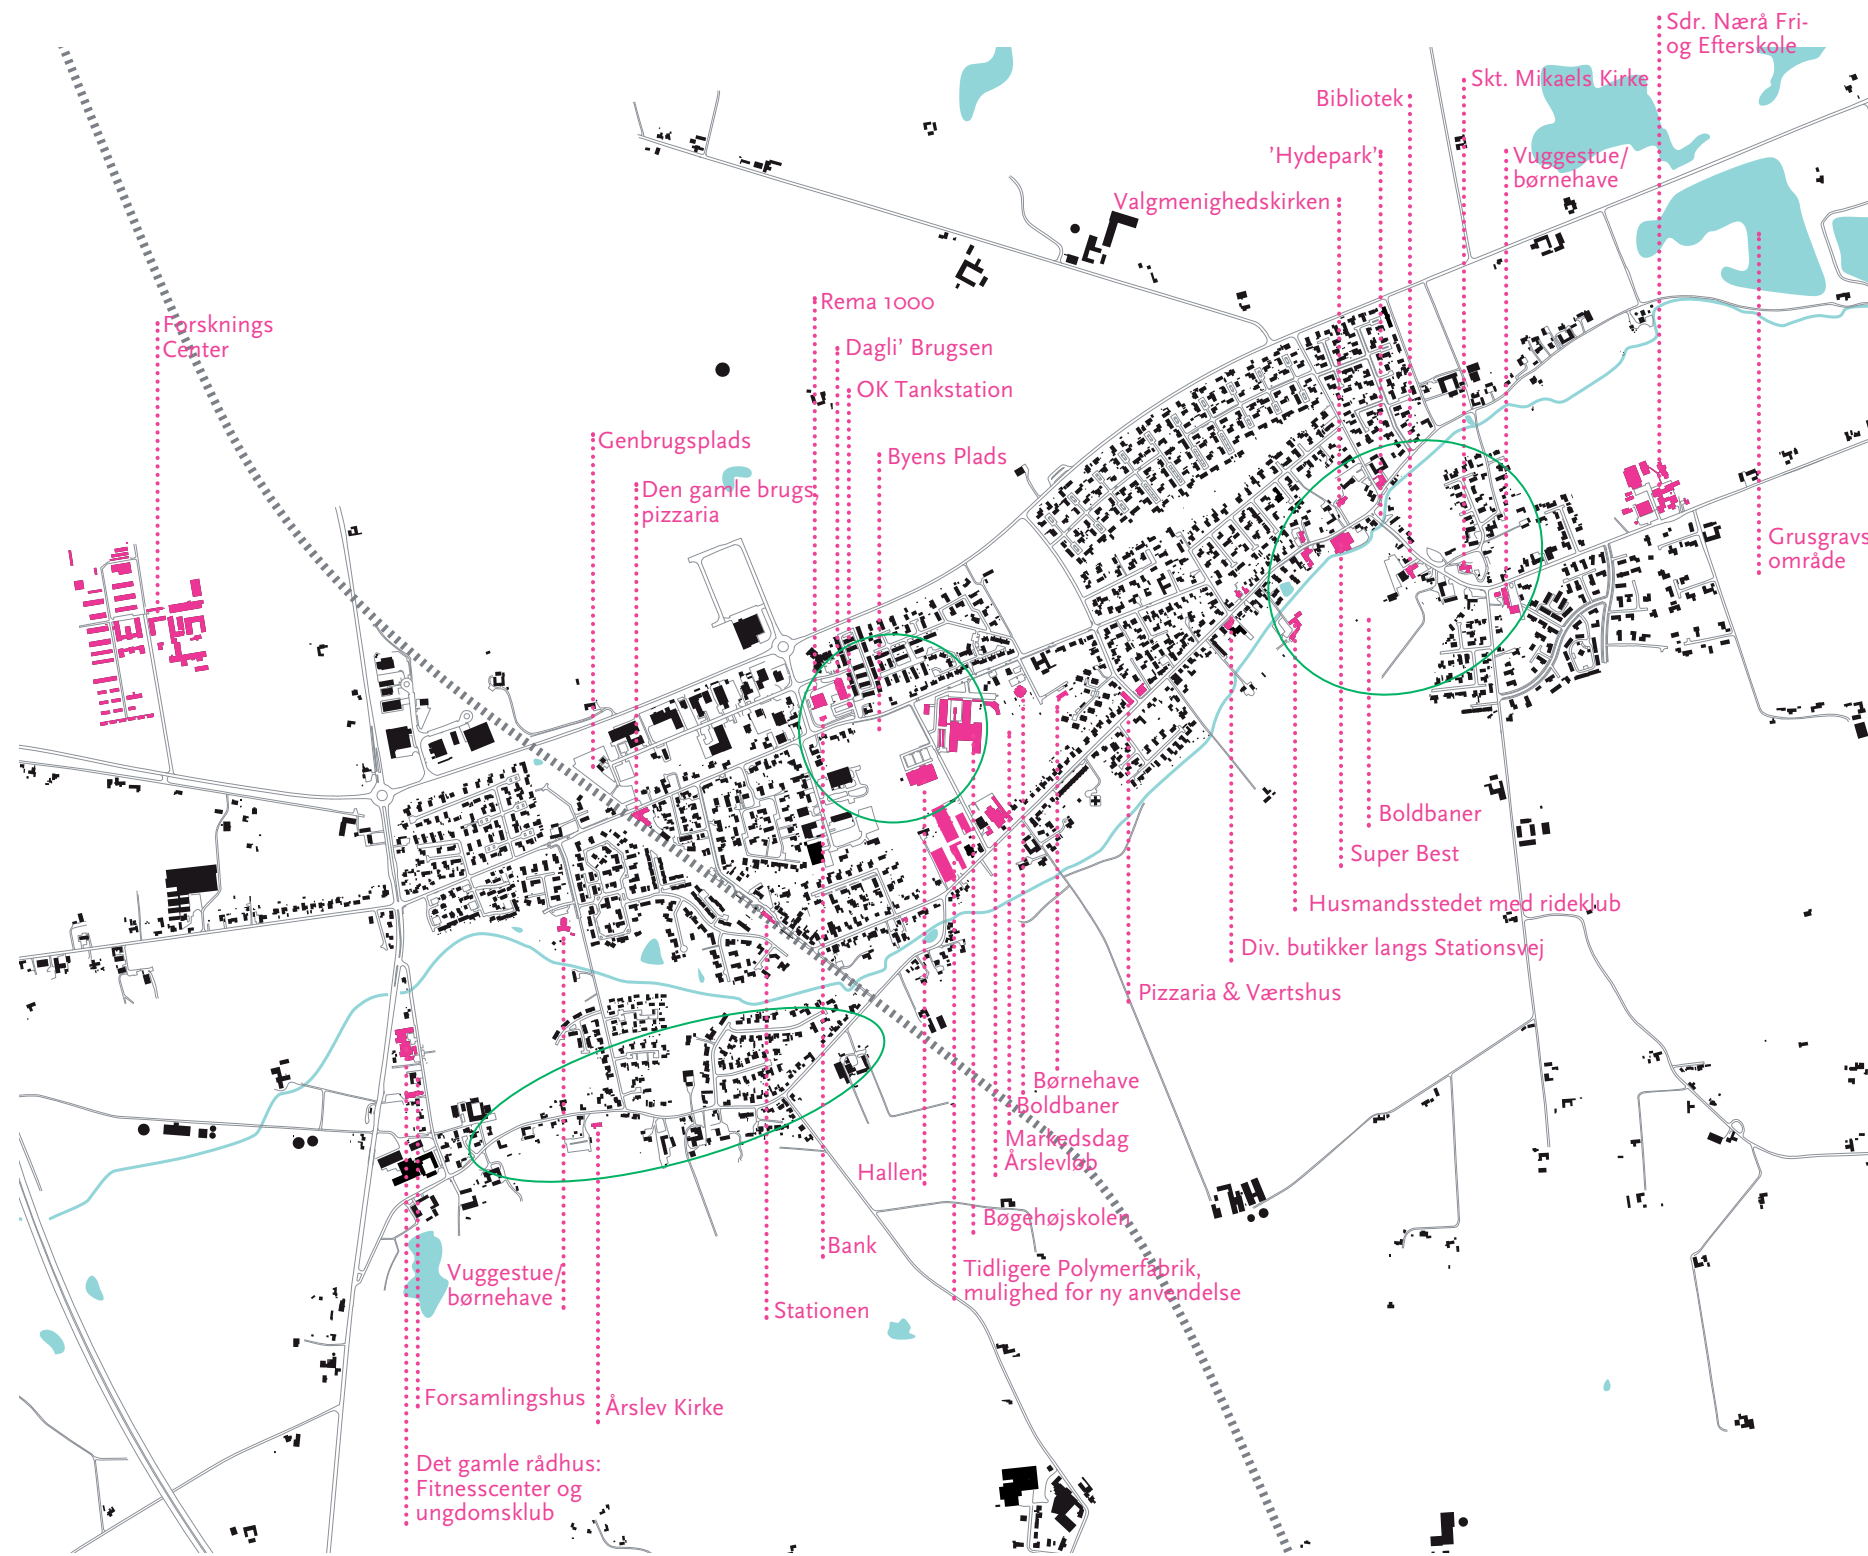 Sdr. Nærå Fri-
og Efterskole
Skt. Mikaels Kirke
Bibliotek
’Hydepark’
Vuggestue/
børnehave
Valgmenighedskirken
Rema 1000
Forsknings
Center
Dagli’ Brugsen
OK Tankstation
Genbrugsplads
Byens Plads
Den gamle brugs,
pizzaria
Grusgravs
område
Boldbaner
Super Best
Husmandsstedet med rideklub
Div. butikker langs Stationsvej
Pizzaria & Værtshus
Børnehave
Boldbaner
Markedsdag
Årslevløb
Hallen
Bøgehøjskolen
Bank
Tidligere Polymerfabrik,
mulighed for ny anvendelse
Vuggestue/
børnehave
Stationen
Forsamlingshus
Årslev Kirke
Det gamle rådhus:
Fitnesscenter og
ungdomsklub